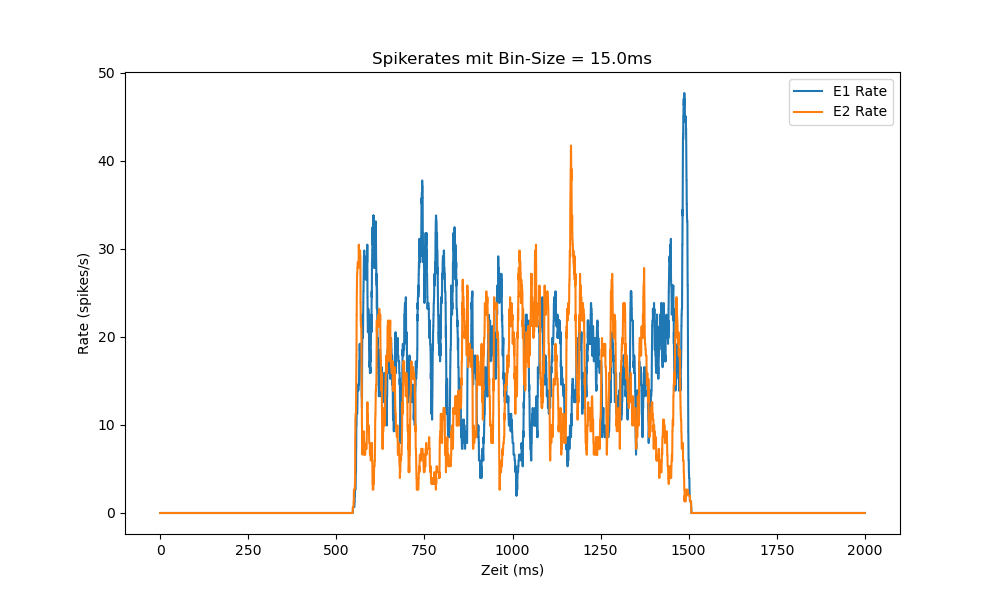 Spikerates mit Bin-Size = 15.0ms
50
40
30
20
10
0
Rate (spikes/s)
E1 Rate
E2 Rate
0 250 500 750 1000 1250 1500 1750 2000
Zeit (ms)